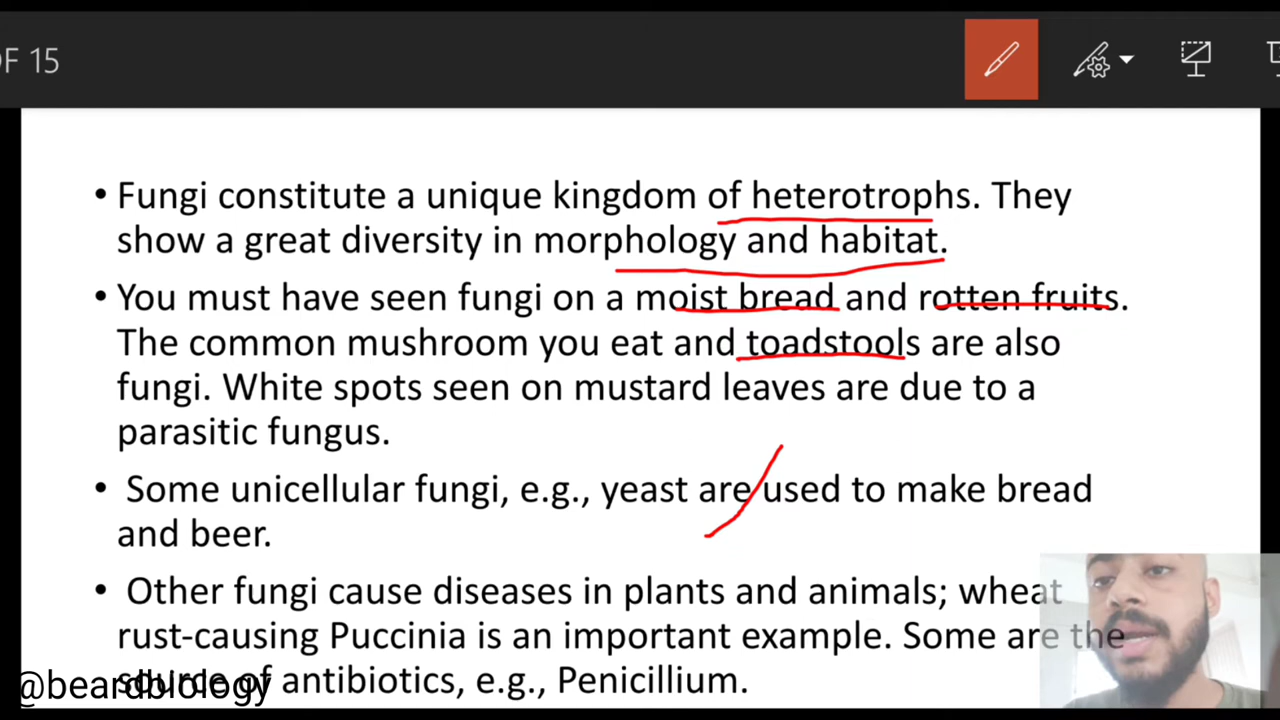 OF 15
• Fungi constitute a unique kingdom of heterotrophs. They
show a great diversity in morphology and habitat.
• You must have seen fungi on a moist bread and rotten fruits.
The common mushroom you eat and toadstools are also
fungi. White spots seen on mustard leaves are due to a
parasitic fungus.
• Some unicellular fungi, e.g., yeast are used to make bread
and beer.
• Other fungi cause diseases in plants and animals; wheat
rust-causing Puccinia is an important example. Some are the
source of antibiotics, e.g., Penicillium.
@beardbiology